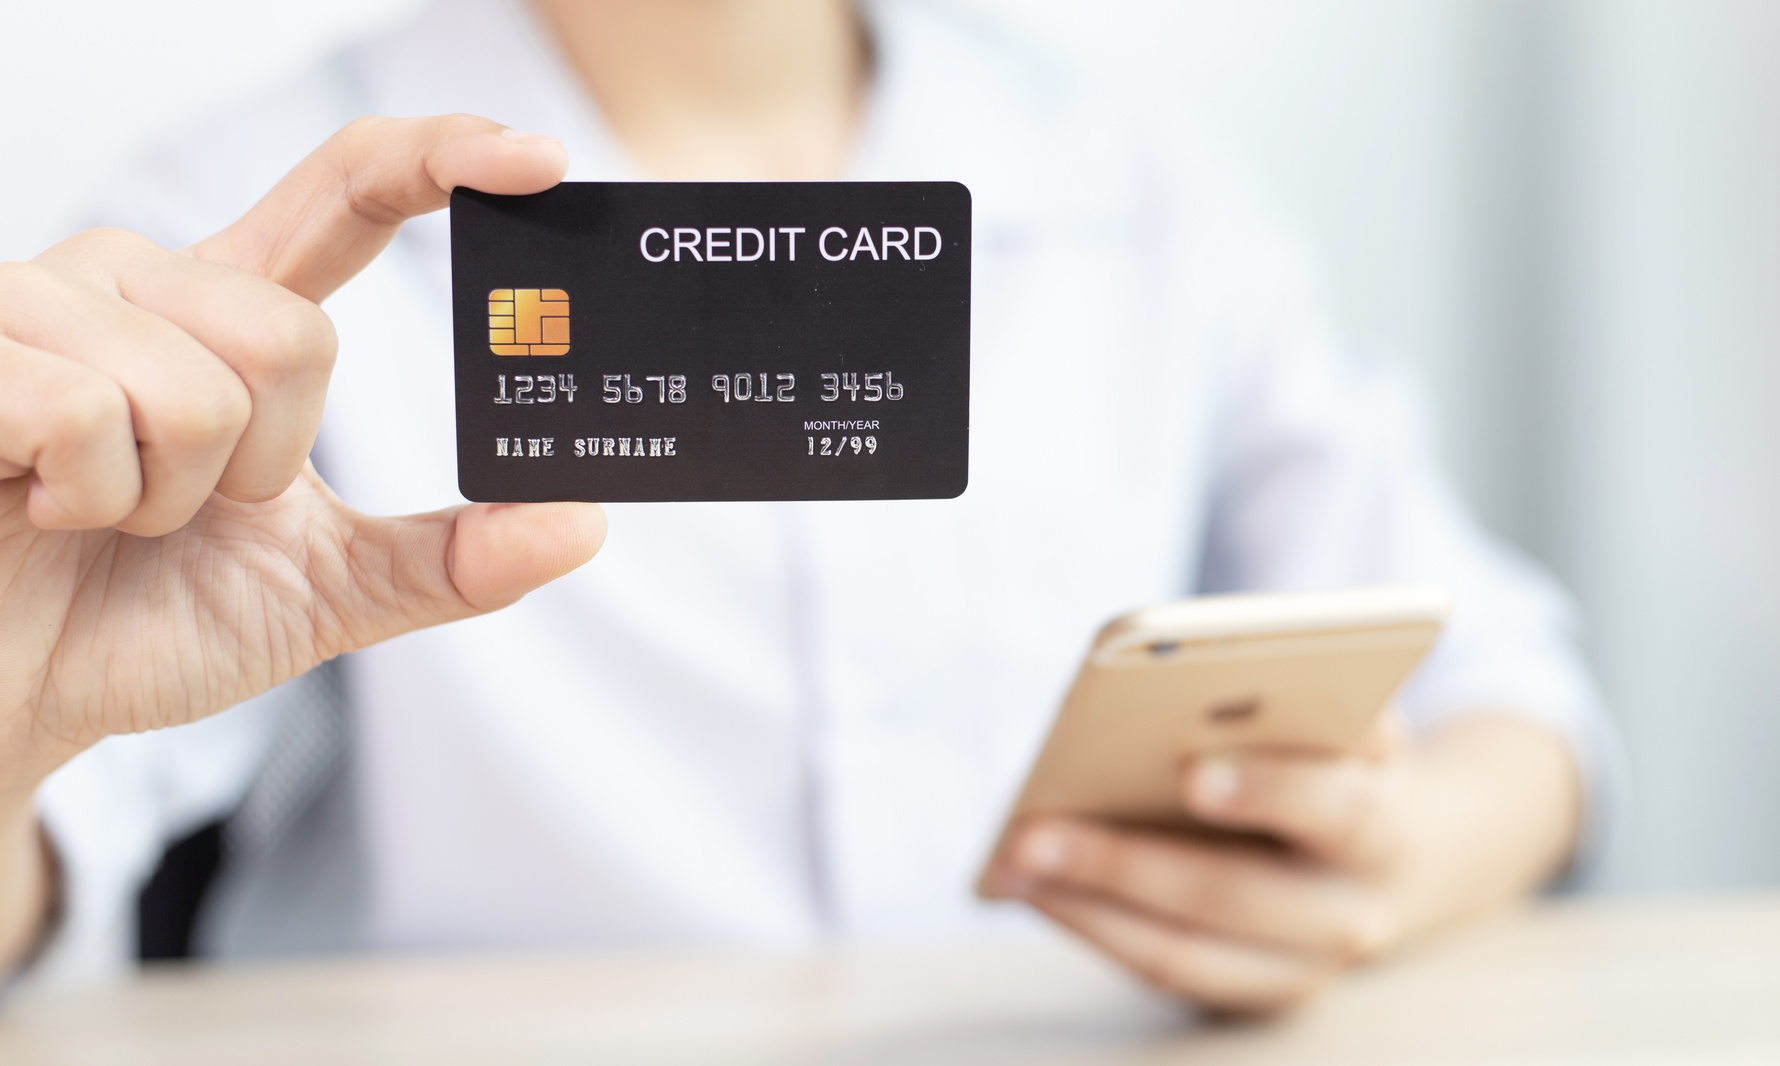 CREDIT CARD
1234 5678 9012 3456
MONTH/YEAR
NAME SURNAME 12/99